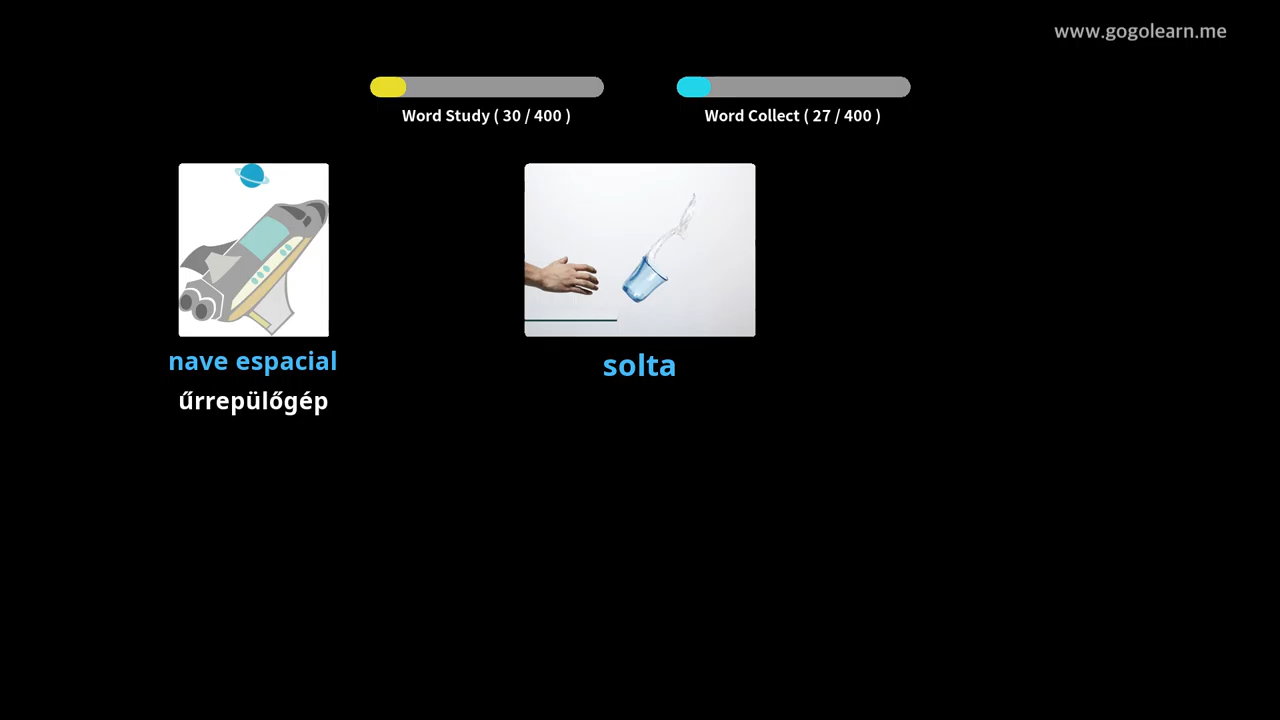 www.gogolearn.me
Word Study ( 30 / 400 )
Word Collect ( 27 / 400 )
nave espacial
űrrepülőgép
solta